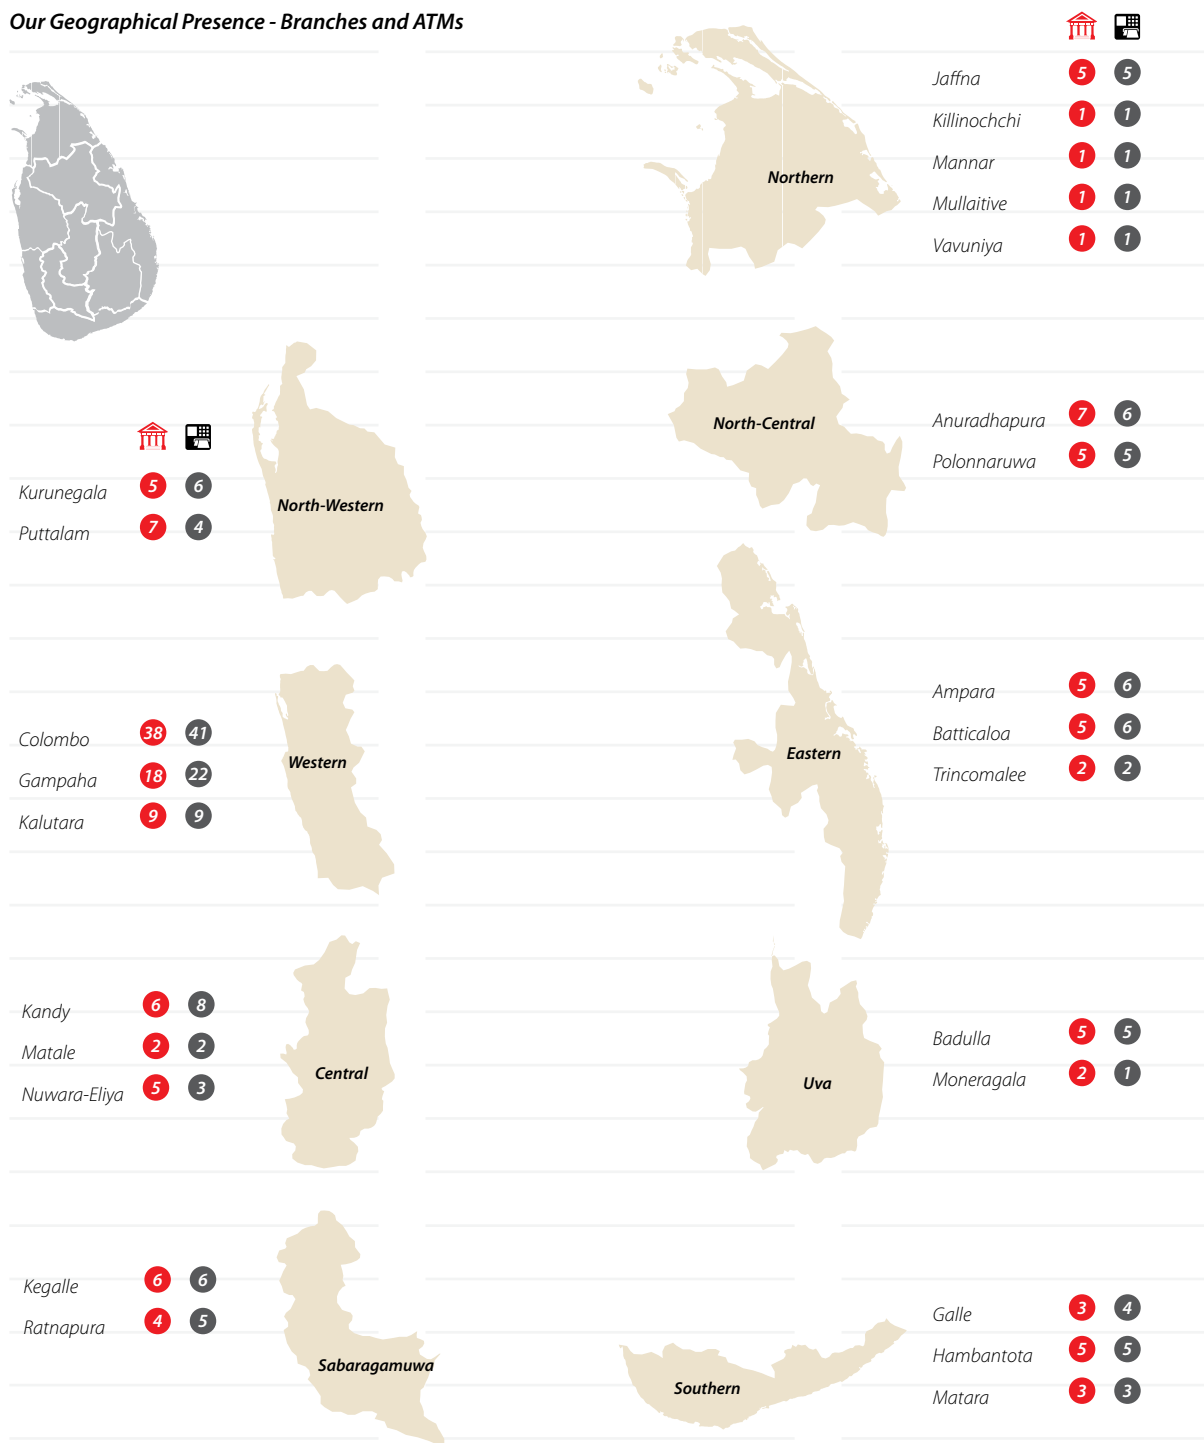 Our Geographical Presence - Branches and ATMs
Jaffna 5 5
Killinochchi 1 1
Mannar 1 1
Mullaitive 1 1
Vavuniya 1 1
Northern
North-Central
Anuradhapura 7 6
Polonnaruwa 5 5
Kurunegala 5 6
Puttalam 7 4
North-Western
Ampara 5 6
Batticaloa 5 6
Trincomalee 2 2
Eastern
Colombo 38 41
Gampaha 18 22
Kalutara 9 9
Western
Kandy 6 8
Matale 2 2
Nuwara-Eliya 5 3
Central
Badulla 5 5
Moneragala 2 1
Uva
Kegalle 6 6
Ratnapura 4 5
Sabaragamuwa
Southern
Galle 3 4
Hambantota 5 5
Matara 3 3